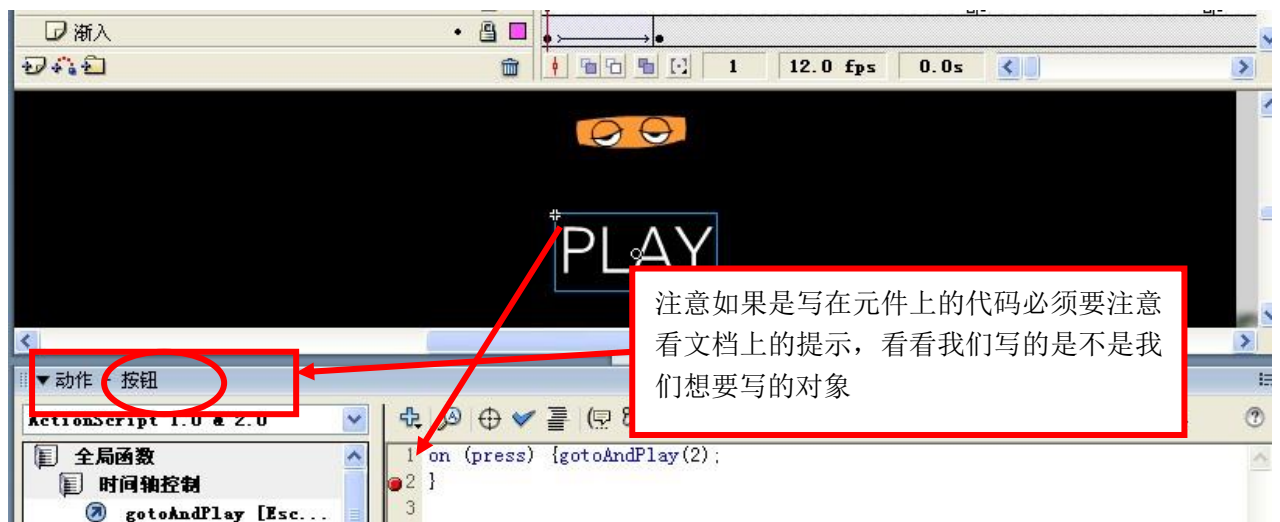 渐入
1 12.0 fps 0.0s
PLAY
注意如果是写在元件上的代码必须要注意
看文档上的提示，看看我们写的是不是我
们想要写的对象
动作 - 按钮
ActionScript 1.0 & 2.0
全局函数
1 on (press) {gotoAndPlay(2);
时间轴控制
2 }
gotoAndPlay [Esc...
3